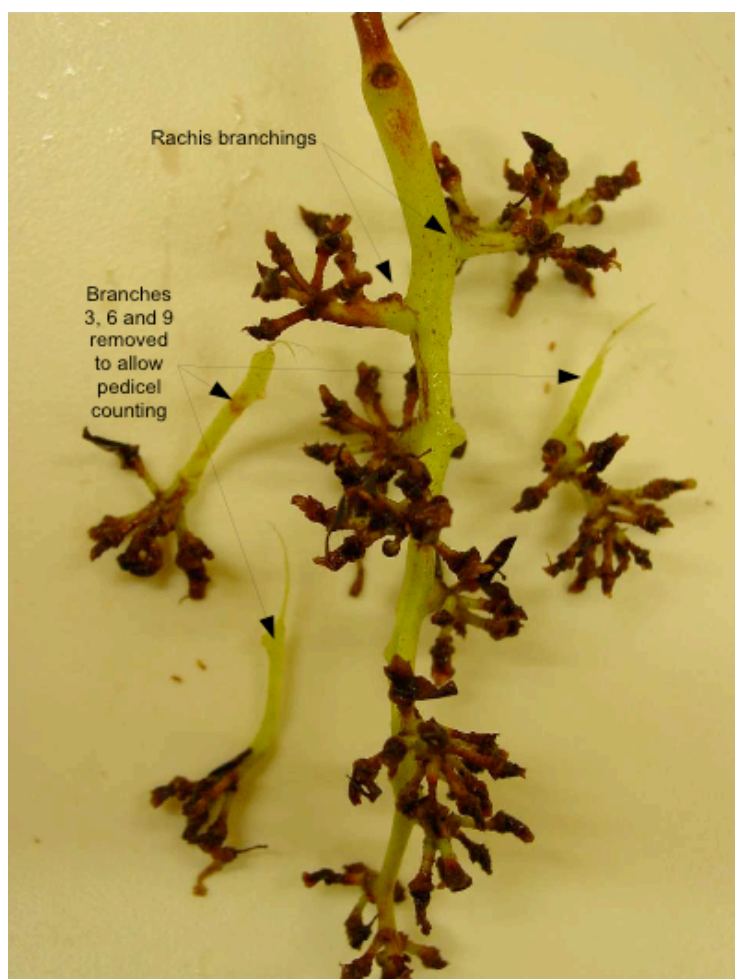 Rachis branchings
Branches
3, 6 and 9
removed
to allow
pedicel
counting